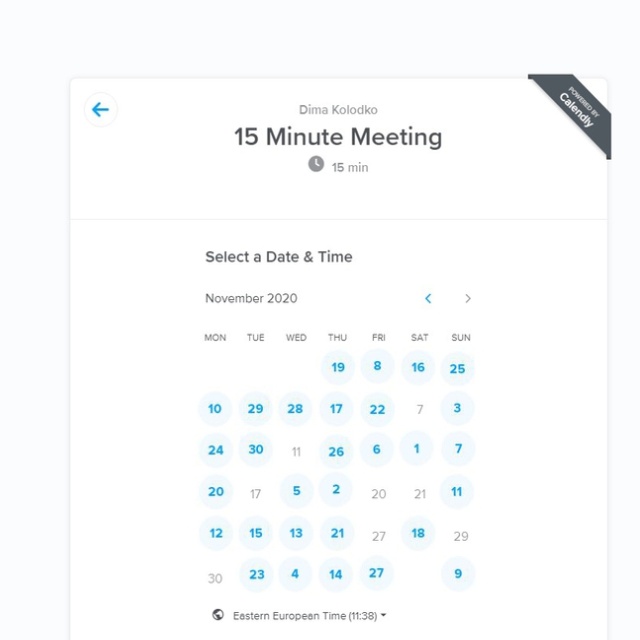 POWERED BY
Calendly
Dima Kolodko
15 Minute Meeting
15 min
Select a Date & Time
November 2020
MON TUE WED THU FRI SAT SUN
19 8 16 25
10 29 28 17 22 7 3
24 30 11 26 6 1 7
20 17 5 2 20 21 11
12 15 13 21 27 18 29
30 23 4 14 27 9
Eastern European Time (11:38)